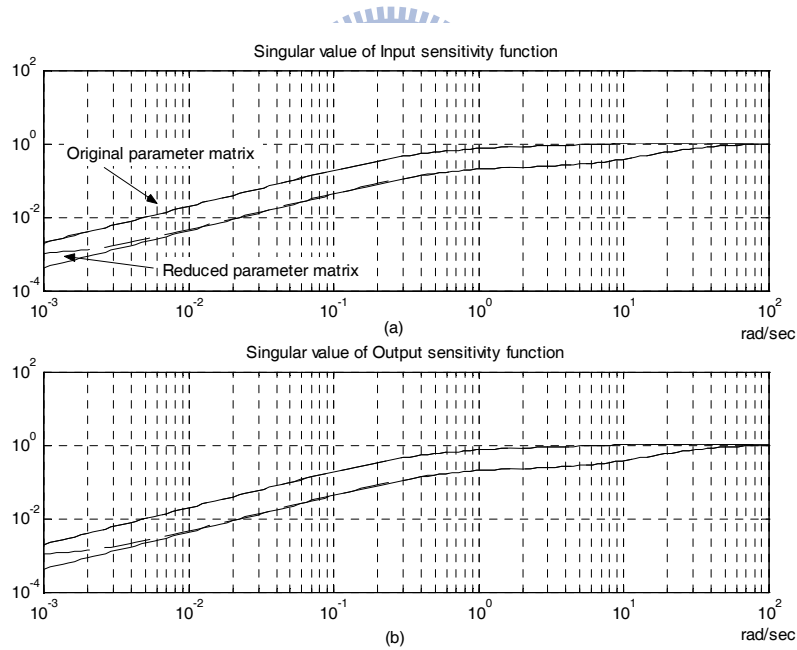 Singular value of Input sensitivity function
10^2
10^0
Original parameter matrix
10^-2
Reduced parameter matrix
10^-4
10^-3 10^-2 10^-1 10^0 10^1 10^2
(a) rad/sec
Singular value of Output sensitivity function
10^2
10^0
10^-2
10^-4
10^-3 10^-2 10^-1 10^0 10^1 10^2
(b) rad/sec